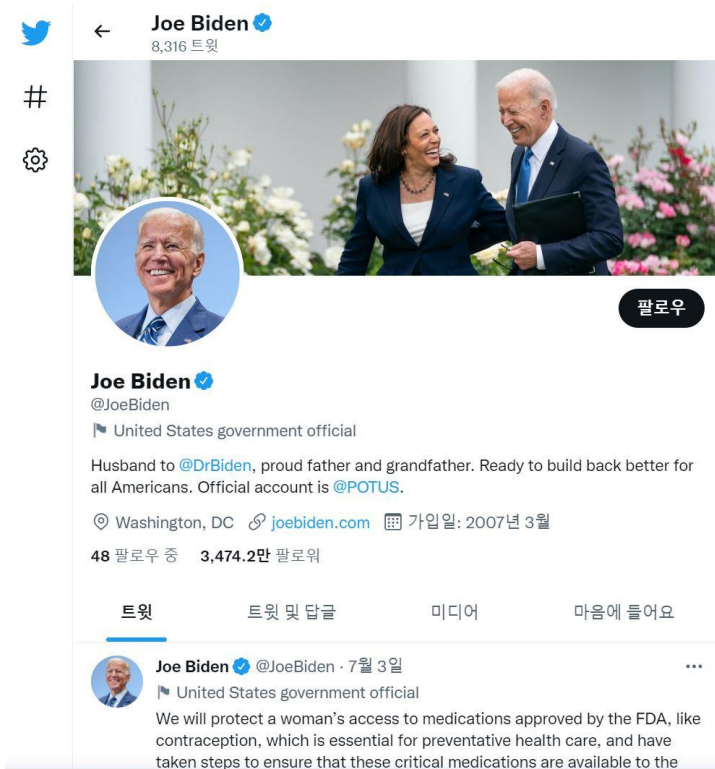 Joe Biden
8,316 트윗
팔로우
Joe Biden
@JoeBiden
United States government official
Husband to @DrBiden, proud father and grandfather. Ready to build back better for
all Americans. Official account is @POTUS.
Washington, DC joebiden.com 가입일: 2007년 3월
48 팔로우 중 3,474.2만 팔로워
트윗 트윗 및 답글 미디어 마음에 들어요
Joe Biden @JoeBiden · 7월 3일
United States government official
We will protect a woman's access to medications approved by the FDA, like
contraception, which is essential for preventative health care, and have
taken steps to ensure that these critical medications are available to the